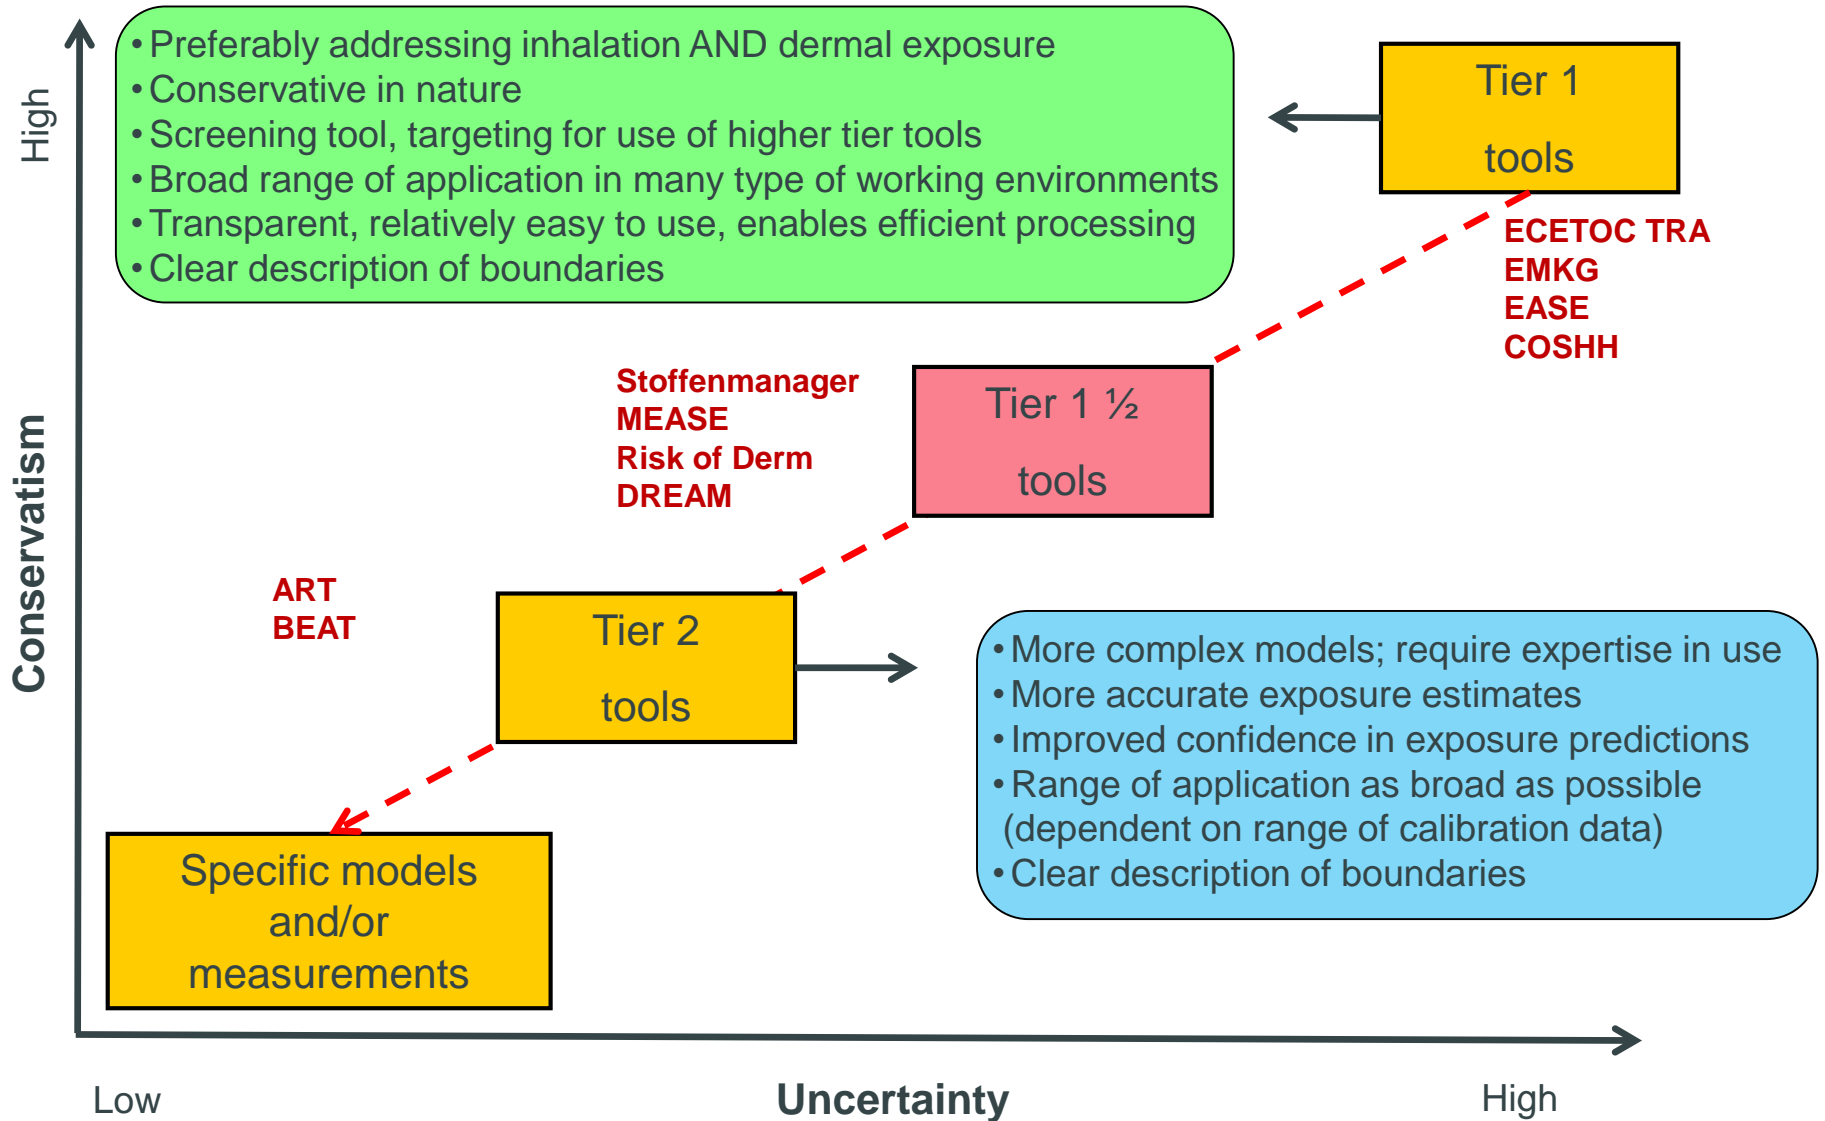 • Preferably addressing inhalation AND dermal exposure
• Conservative in nature
• Screening tool, targeting for use of higher tier tools
• Broad range of application in many type of working environments
• Transparent, relatively easy to use, enables efficient processing
• Clear description of boundaries
Tier 1
tools
High
ECETOC TRA
EMKG
EASE
COSHH
Stoffenmanager
MEASE
Risk of Derm
DREAM
Tier 1 ½
tools
Conservatism
ART
BEAT
Tier 2
tools
• More complex models; require expertise in use
• More accurate exposure estimates
• Improved confidence in exposure predictions
• Range of application as broad as possible
(dependent on range of calibration data)
• Clear description of boundaries
Specific models
and/or
measurements
Low
Uncertainty
High